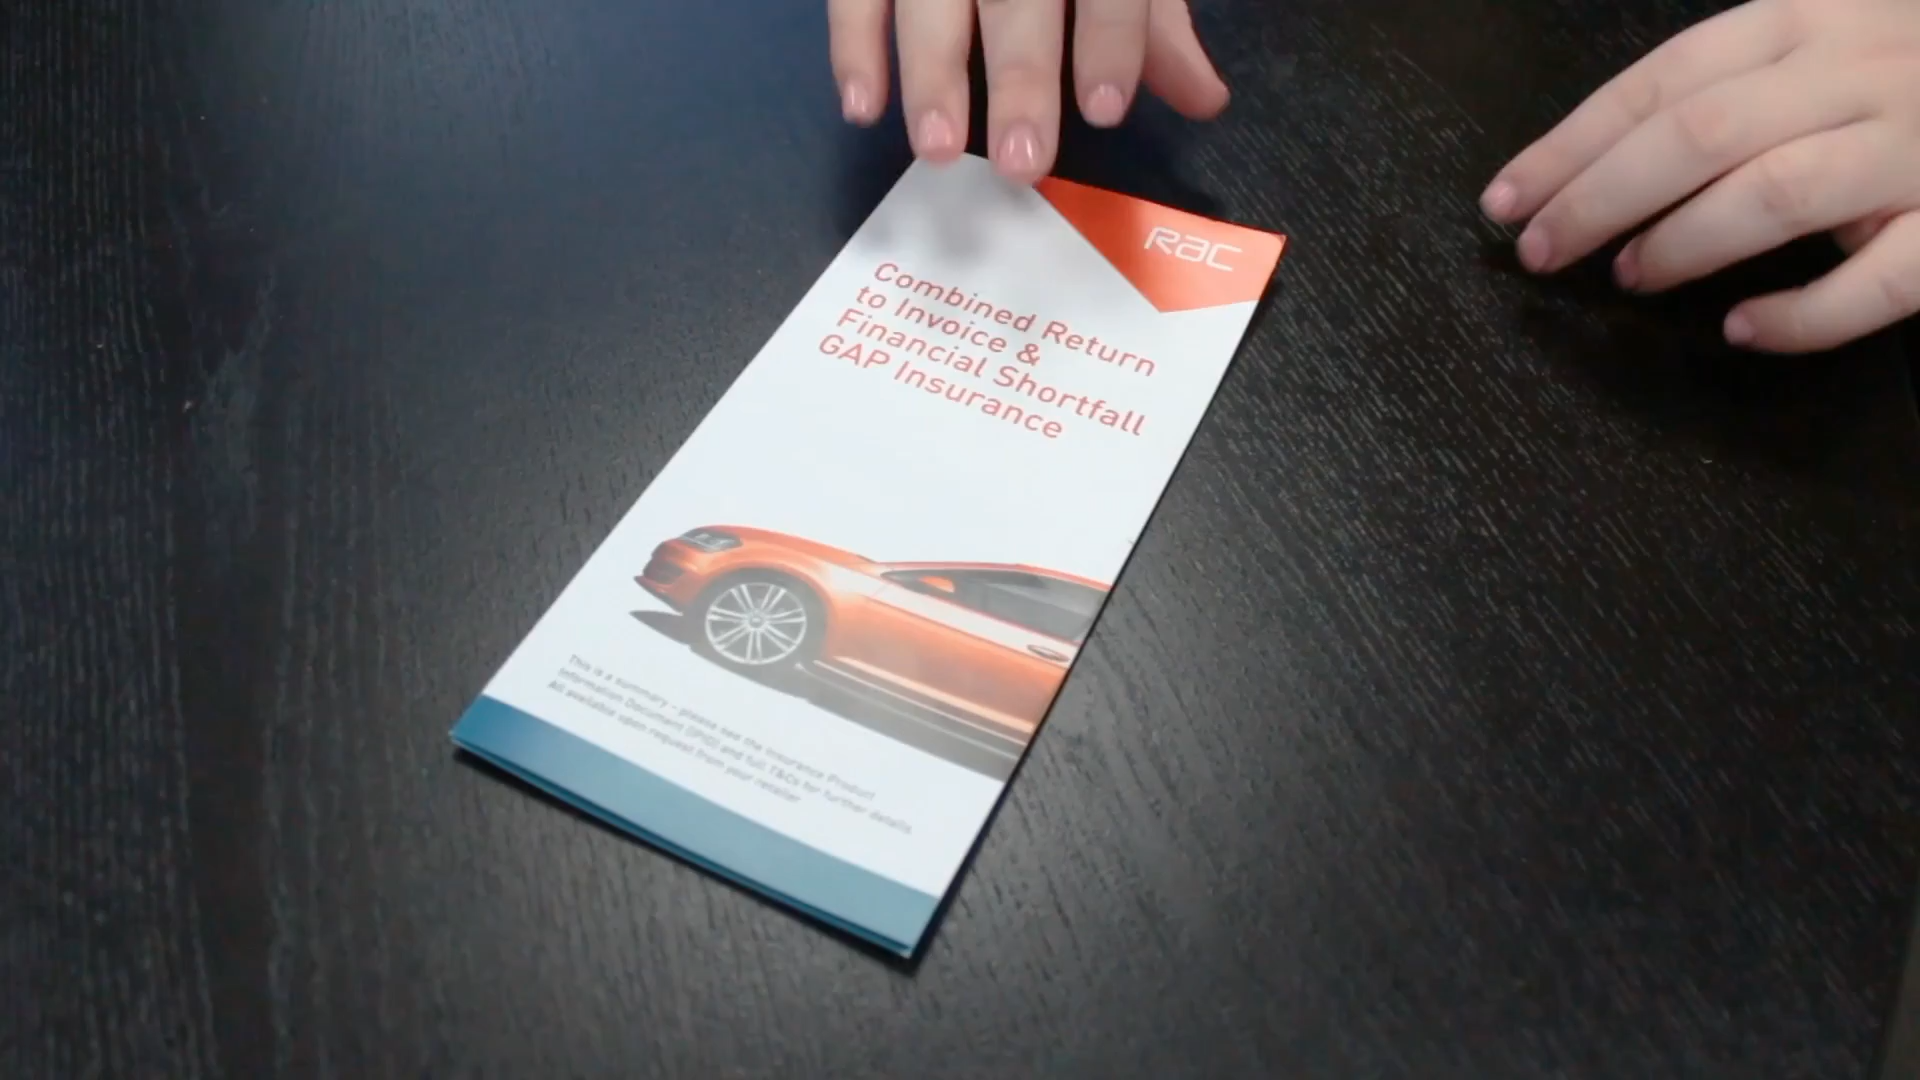 RAC
Combined Return
to Invoice &
Financial Shortfall
GAP Insurance
This is a summary - please see the Insurance Product
Information Document (IPID) and full T&Cs for further details.
All available upon request from your retailer